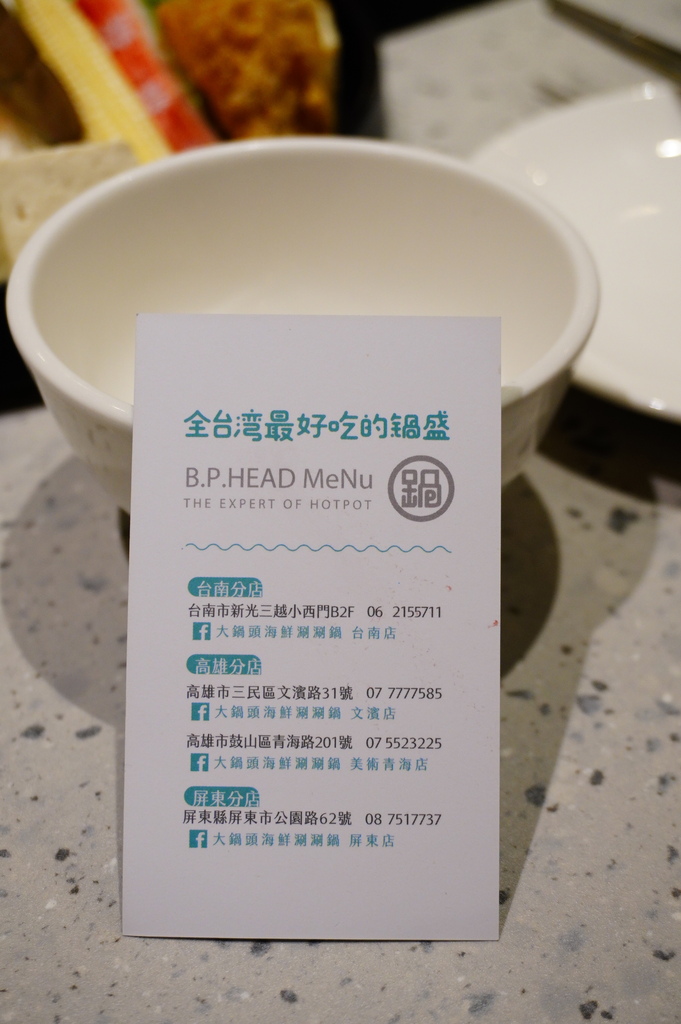 全台湾最好吃的鍋盛
B.P.HEAD MeNu
THE EXPERT OF HOTPOT
鍋
台南分店
台南市新光三越小西門B2F 06 2155711
f 大鍋頭海鮮涮涮鍋 台南店
高雄分店
高雄市三民區文濱路31號 07 7777585
f 大鍋頭海鮮涮涮鍋 文濱店
高雄市鼓山區青海路201號 07 5523225
f 大鍋頭海鮮涮涮鍋 美術青海店
屏東分店
屏東縣屏東市公園路62號 08 7517737
f 大鍋頭海鮮涮涮鍋 屏東店